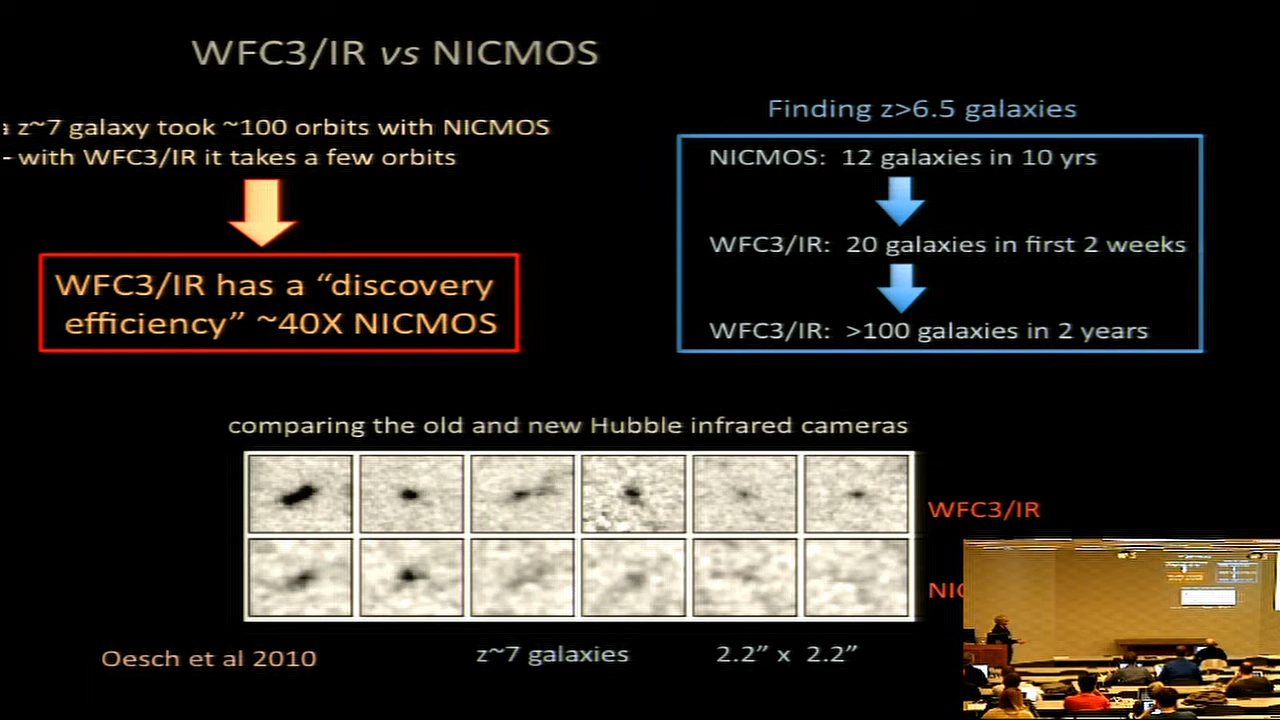 WFC3/IR vs NICMOS
z~7 galaxy took ~100 orbits with NICMOS
- with WFC3/IR it takes a few orbits
WFC3/IR has a “discovery
efficiency” ~40X NICMOS
Finding z>6.5 galaxies
NICMOS: 12 galaxies in 10 yrs
WFC3/IR: 20 galaxies in first 2 weeks
WFC3/IR: >100 galaxies in 2 years
comparing the old and new Hubble infrared cameras
WFC3/IR
Oesch et al 2010
z~7 galaxies
2.2” x 2.2”